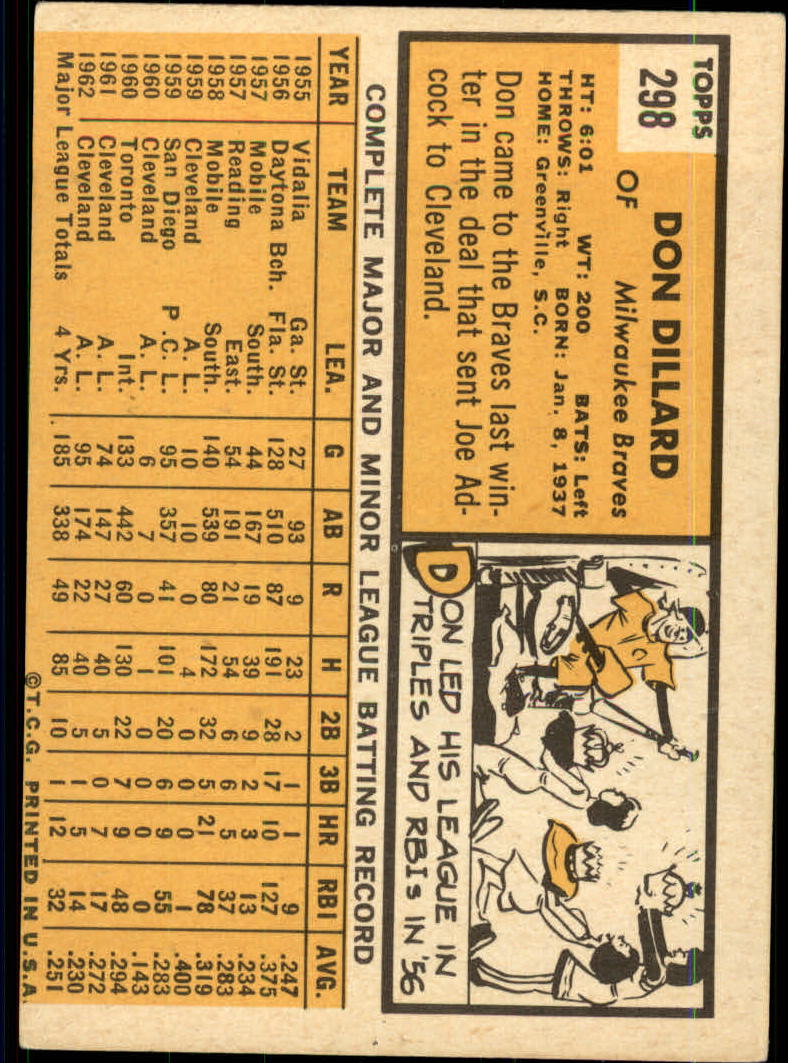 TOPPS
298
DON DILLARD
OF Milwaukee Braves
HT: 6:01 WT: 200 BATS: Left
THROWS: Right BORN: Jan. 8, 1937
HOME: Greenville, S.C.
Don came to the Braves last win-
ter in the deal that sent Joe Ad-
cock to Cleveland.
DON LED HIS LEAGUE IN
TRIPLES AND RBIs IN '56
COMPLETE MAJOR AND MINOR LEAGUE BATTING RECORD
YEAR TEAM LEA. G AB R H 2B 3B HR RBI AVG.
1955 Vidalia Ga. St. 27 93 9 23 2 1 1 9 .247
1956 Daytona Bch. Fla. St. 128 510 87 191 28 17 10 127 .375
1957 Mobile South. 44 167 19 39 9 2 3 13 .234
1957 Reading East. 54 191 21 54 6 6 5 37 .283
1958 Mobile South. 140 539 80 172 32 5 21 78 .319
1959 Cleveland A. L. 10 10 0 4 0 0 0 1 .400
1959 San Diego P.C. L. 95 357 41 101 20 6 9 55 .283
1960 Cleveland A. L. 6 7 0 1 0 0 0 0 .143
1960 Toronto Int. 133 442 60 130 22 7 9 48 .294
1961 Cleveland A. L. 74 147 27 40 5 0 7 17 .272
1962 Cleveland A. L. 95 174 22 40 5 1 5 14 .230
Major League Totals 4 Yrs. 185 338 49 85 10 1 12 32 .251
©T.C.G. PRINTED IN U.S.A.